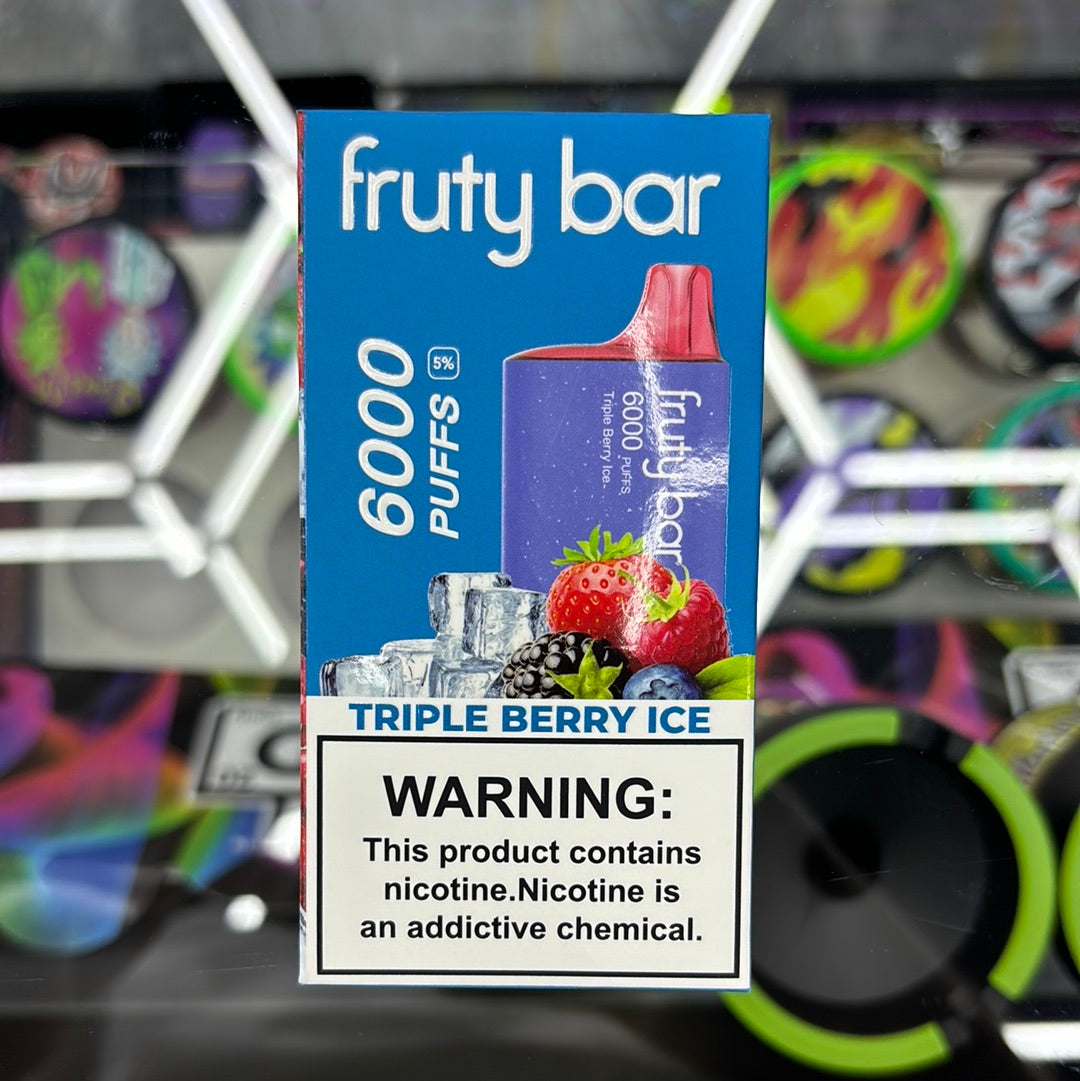 fruty bar
6000
PUFFS
5%
fruty bar
6000 PUFFS
Triple Berry Ice
TRIPLE BERRY ICE
WARNING:
This product contains
nicotine.Nicotine is
an addictive chemical.